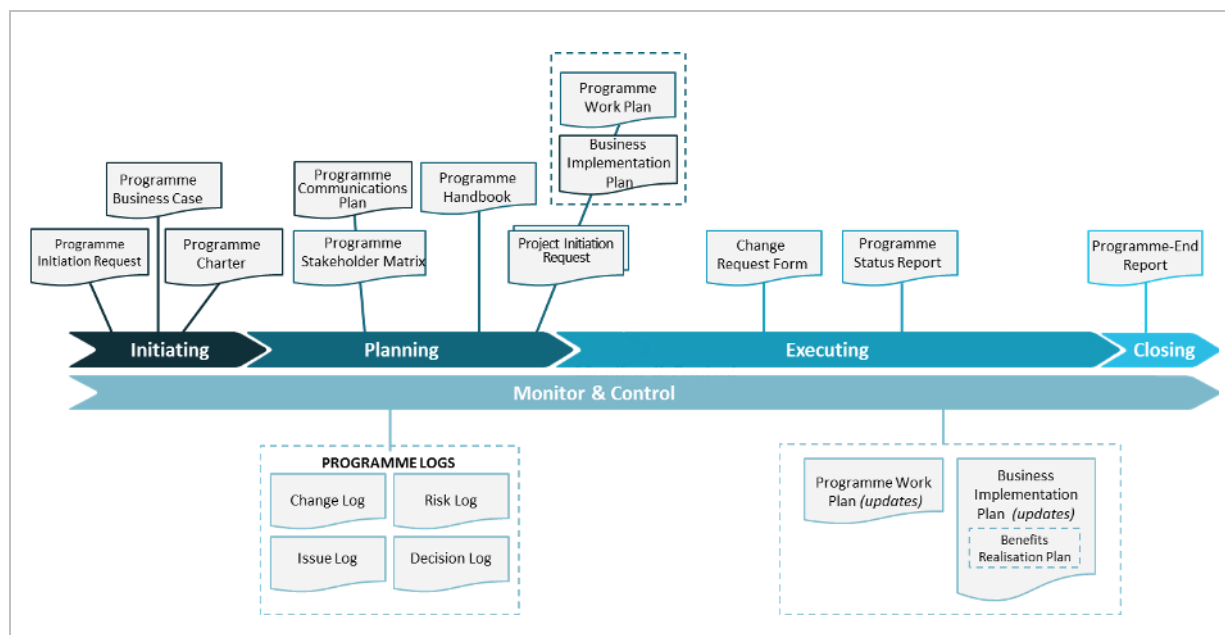 Programme
Work Plan
Business
Implementation
Plan
Programme
Business Case
Programme
Communications
Plan
Programme
Handbook
Programme
Initiation Request
Programme
Charter
Programme
Stakeholder Matrix
Project Initiation
Request
Change
Request Form
Programme
Status Report
Programme-End
Report
Initiating
Planning
Executing
Closing
Monitor & Control
PROGRAMME LOGS
Change Log
Risk Log
Issue Log
Decision Log
Programme Work
Plan (updates)
Business
Implementation
Plan (updates)
Benefits
Realisation Plan